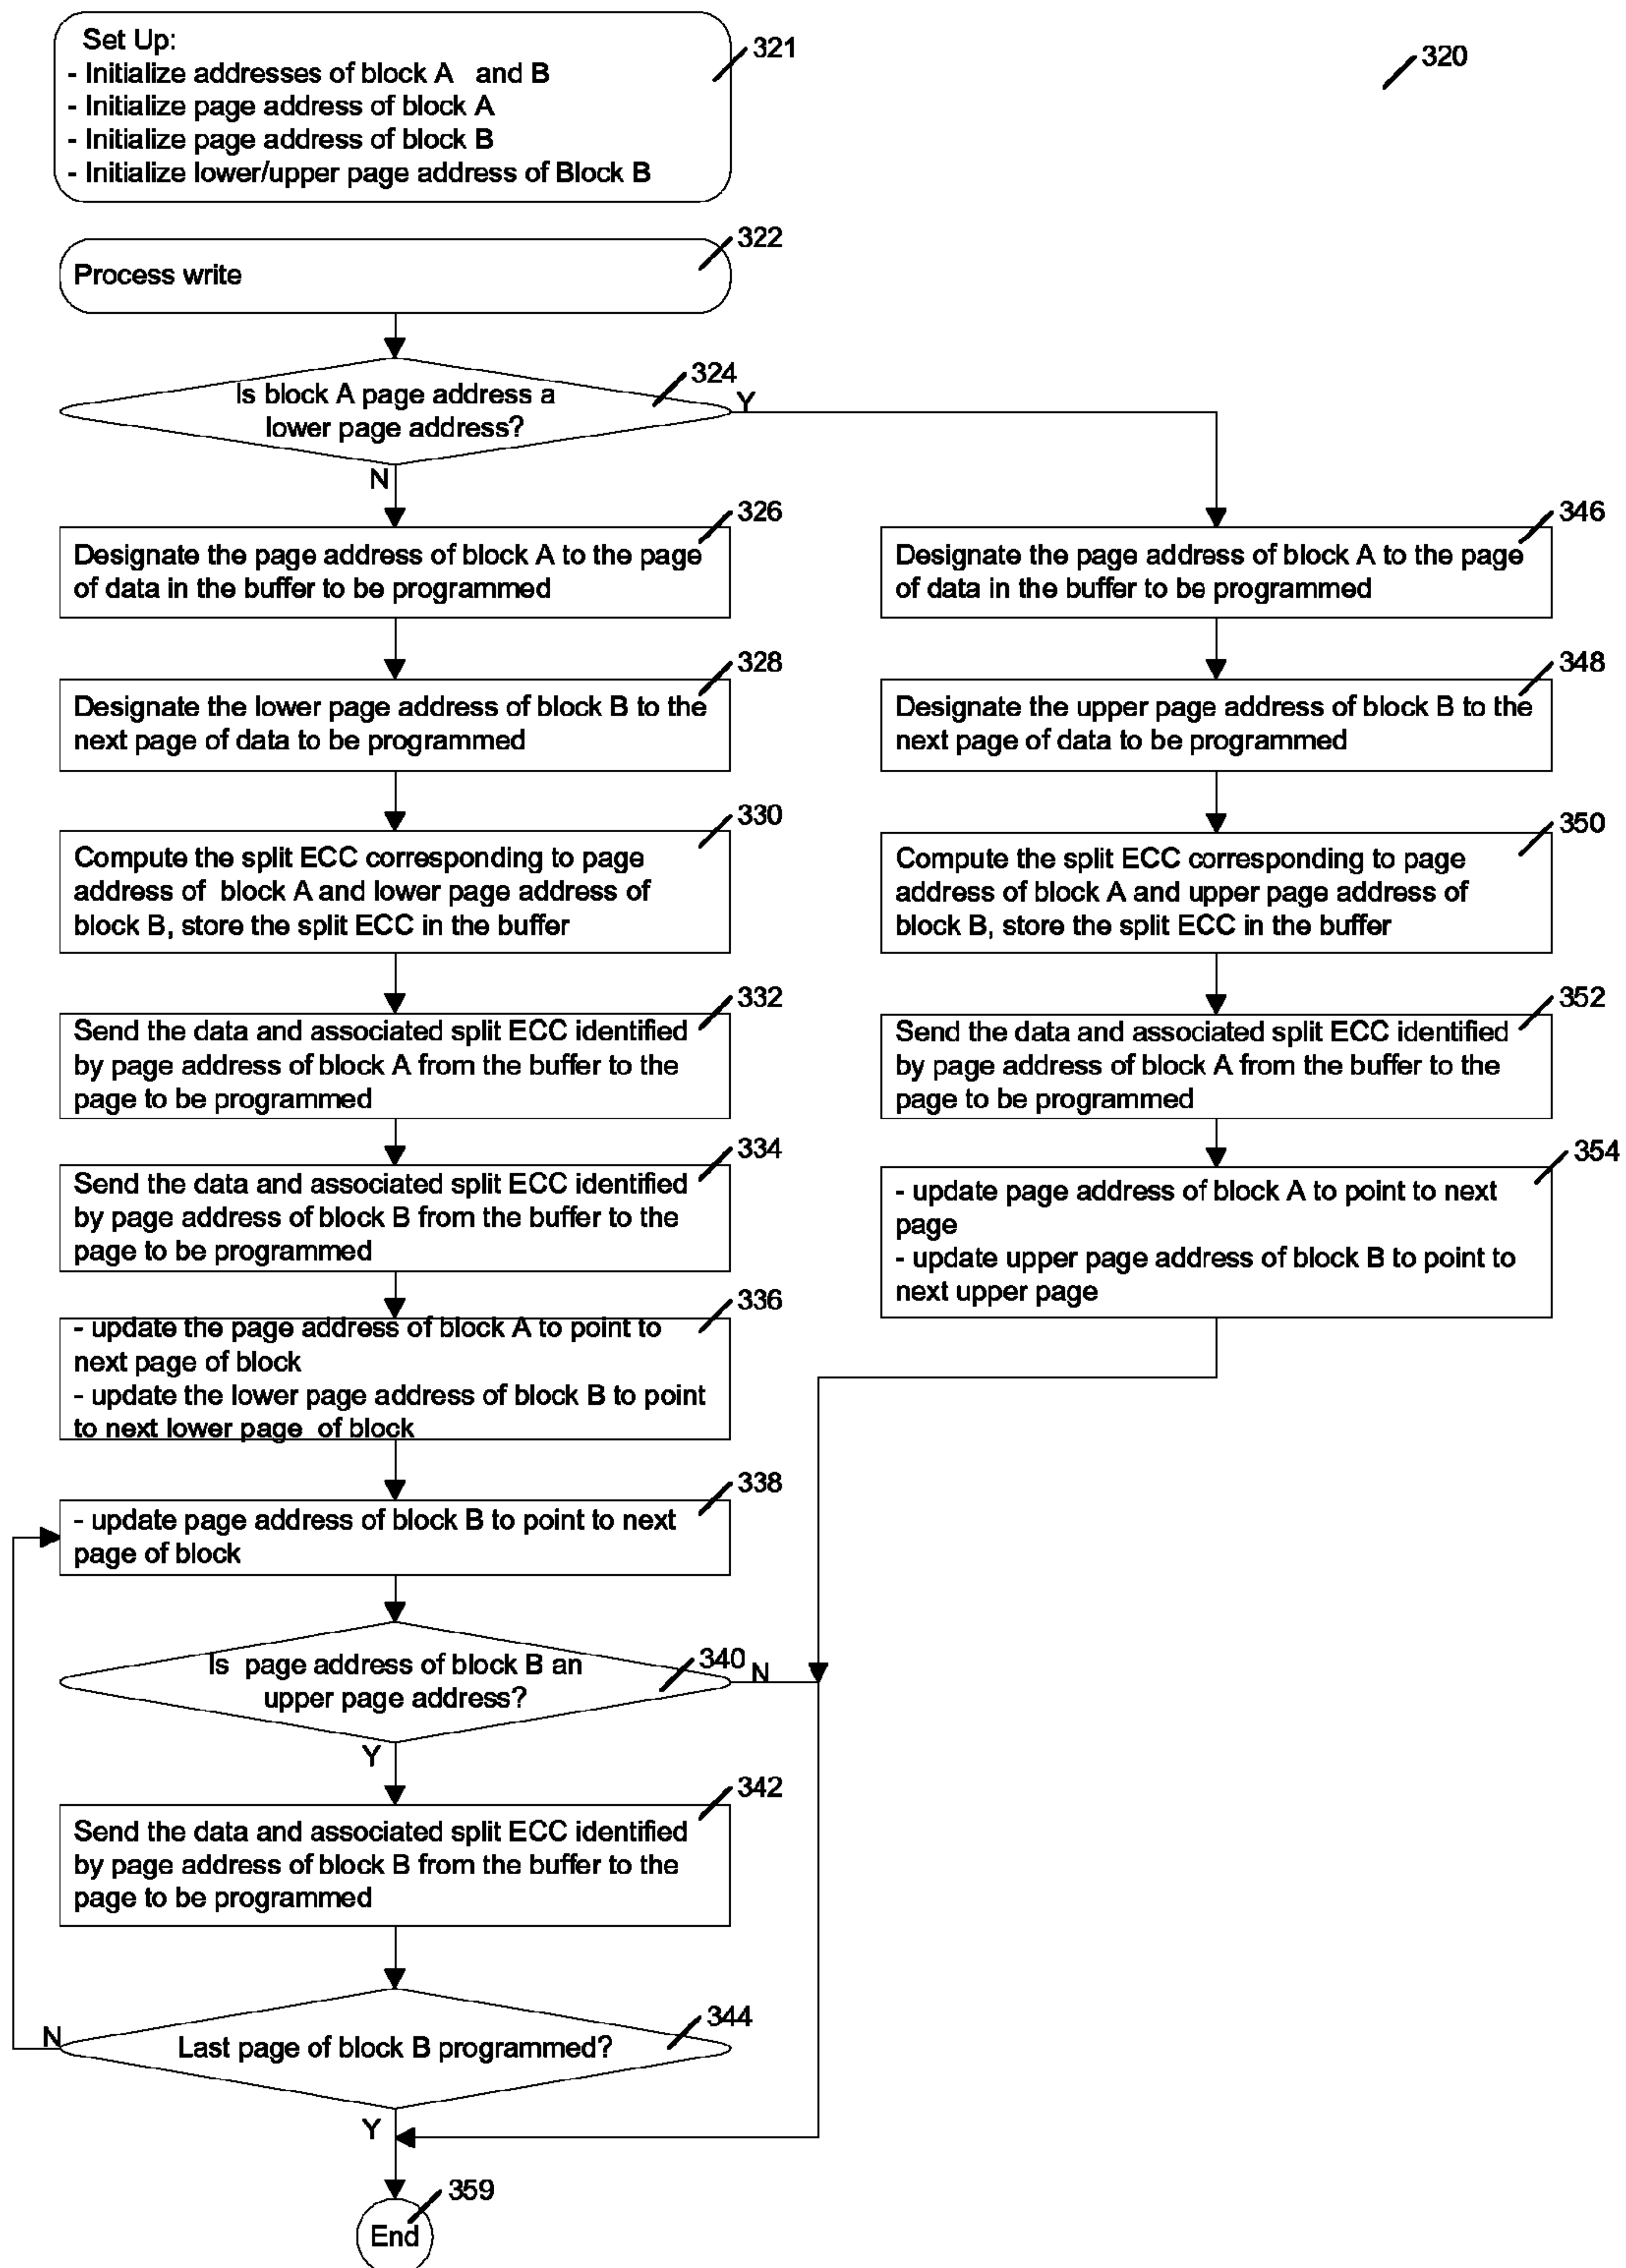 Set Up:
- Initialize addresses of block A and B
- Initialize page address of block A
- Initialize page address of block B
- Initialize lower/upper page address of Block B
321
320
322
Process write
324
Is block A page address a
lower page address?
Y
N
326
Designate the page address of block A to the page
of data in the buffer to be programmed
328
Designate the lower page address of block B to the
next page of data to be programmed
330
Compute the split ECC corresponding to page
address of block A and lower page address of
block B, store the split ECC in the buffer
332
Send the data and associated split ECC identified
by page address of block A from the buffer to the
page to be programmed
334
Send the data and associated split ECC identified
by page address of block B from the buffer to the
page to be programmed
336
- update the page address of block A to point to
next page of block
- update the lower page address of block B to point
to next lower page of block
338
- update page address of block B to point to next
page of block
340
Is page address of block B an
upper page address?
N
Y
342
Send the data and associated split ECC identified
by page address of block B from the buffer to the
page to be programmed
344
Last page of block B programmed?
N
Y
359
End
346
Designate the page address of block A to the page
of data in the buffer to be programmed
348
Designate the upper page address of block B to the
next page of data to be programmed
350
Compute the split ECC corresponding to page
address of block A and upper page address of
block B, store the split ECC in the buffer
352
Send the data and associated split ECC identified
by page address of block A from the buffer to the
page to be programmed
354
- update page address of block A to point to next
page
- update upper page address of block B to point to
next upper page